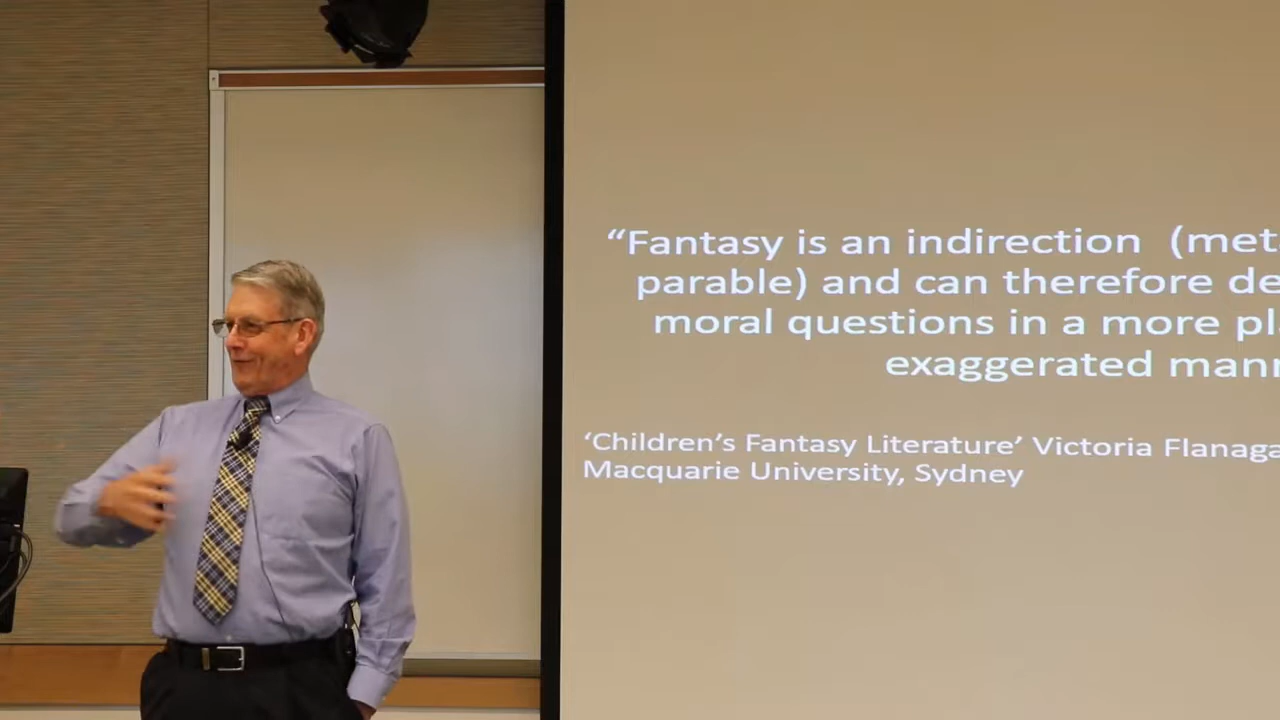 “Fantasy is an indirection (met
parable) and can therefore de
moral questions in a more pl
exaggerated mann
‘Children’s Fantasy Literature’ Victoria Flanaga
Macquarie University, Sydney